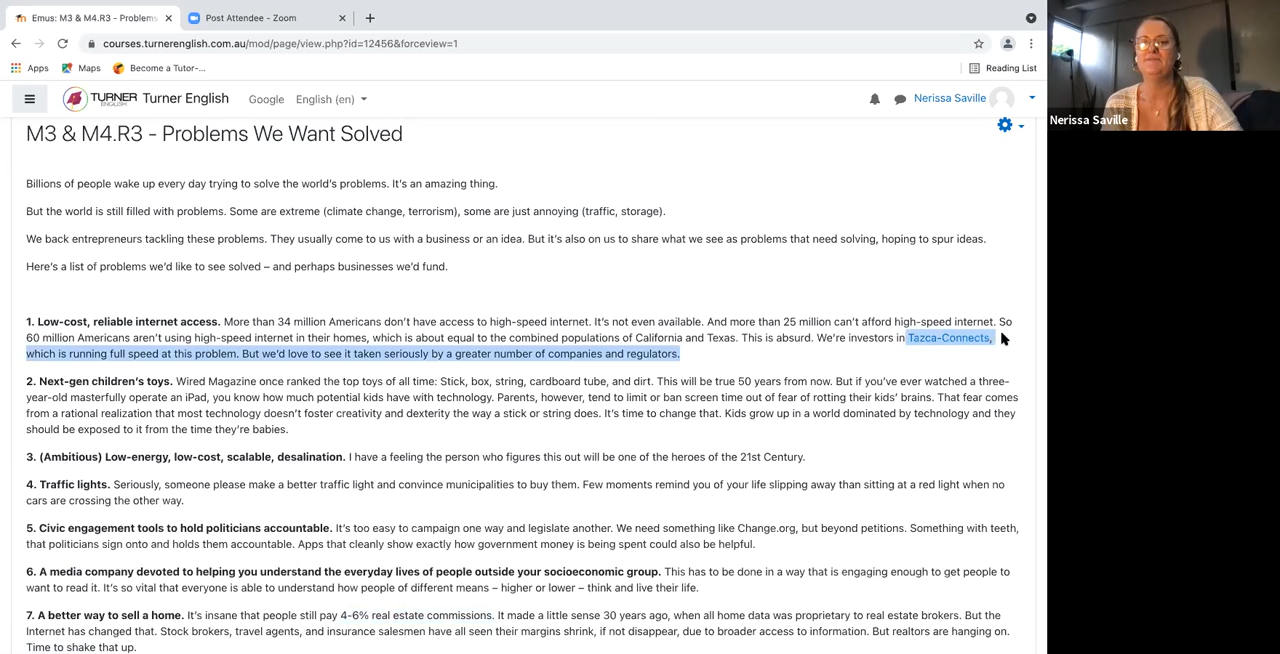 Emus: M3 & M4.R3 - Problems
Post Attendee - Zoom
courses.turnerenglish.com.au/mod/page/view.php?id=12456&forceview=1
Apps
Maps
Become a Tutor-...
Reading List
TURNER ENGLISH
Turner English
Google
English (en)
Nerissa Saville
Nerissa Saville
M3 & M4.R3 - Problems We Want Solved
Billions of people wake up every day trying to solve the world's problems. It's an amazing thing.
But the world is still filled with problems. Some are extreme (climate change, terrorism), some are just annoying (traffic, storage).
We back entrepreneurs tackling these problems. They usually come to us with a business or an idea. But it's also on us to share what we see as problems that need solving, hoping to spur ideas.
Here's a list of problems we'd like to see solved – and perhaps businesses we'd fund.
1. Low-cost, reliable internet access. More than 34 million Americans don't have access to high-speed internet. It's not even available. And more than 25 million can't afford high-speed internet. So
60 million Americans aren't using high-speed internet in their homes, which is about equal to the combined populations of California and Texas. This is absurd. We're investors in Tazca-Connects,
which is running full speed at this problem. But we'd love to see it taken seriously by a greater number of companies and regulators.
2. Next-gen children's toys. Wired Magazine once ranked the top toys of all time: Stick, box, string, cardboard tube, and dirt. This will be true 50 years from now. But if you've ever watched a three-
year-old masterfully operate an iPad, you know how much potential kids have with technology. Parents, however, tend to limit or ban screen time out of fear of rotting their kids' brains. That fear comes
from a rational realization that most technology doesn't foster creativity and dexterity the way a stick or string does. It's time to change that. Kids grow up in a world dominated by technology and they
should be exposed to it from the time they're babies.
3. (Ambitious) Low-energy, low-cost, scalable, desalination. I have a feeling the person who figures this out will be one of the heroes of the 21st Century.
4. Traffic lights. Seriously, someone please make a better traffic light and convince municipalities to buy them. Few moments remind you of your life slipping away than sitting at a red light when no
cars are crossing the other way.
5. Civic engagement tools to hold politicians accountable. It's too easy to campaign one way and legislate another. We need something like Change.org, but beyond petitions. Something with teeth,
that politicians sign onto and holds them accountable. Apps that cleanly show exactly how government money is being spent could also be helpful.
6. A media company devoted to helping you understand the everyday lives of people outside your socioeconomic group. This has to be done in a way that is engaging enough to get people to
want to read it. It's so vital that everyone is able to understand how people of different means – higher or lower – think and live their life.
7. A better way to sell a home. It's insane that people still pay 4-6% real estate commissions. It made a little sense 30 years ago, when all home data was proprietary to real estate brokers. But the
Internet has changed that. Stock brokers, travel agents, and insurance salesmen have all seen their margins shrink, if not disappear, due to broader access to information. But realtors are hanging on.
Time to shake that up.